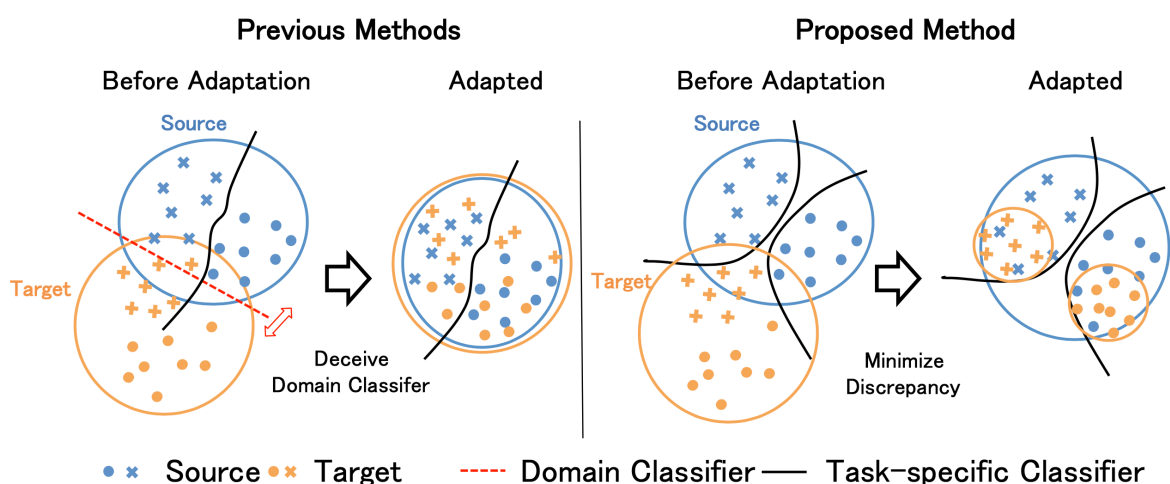 Previous Methods
Before Adaptation
Adapted
Source
Target
Deceive
Domain Classifer
Proposed Method
Before Adaptation
Adapted
Source
Target
Minimize
Discrepancy
Source Target Domain Classifier Task-specific Classifier